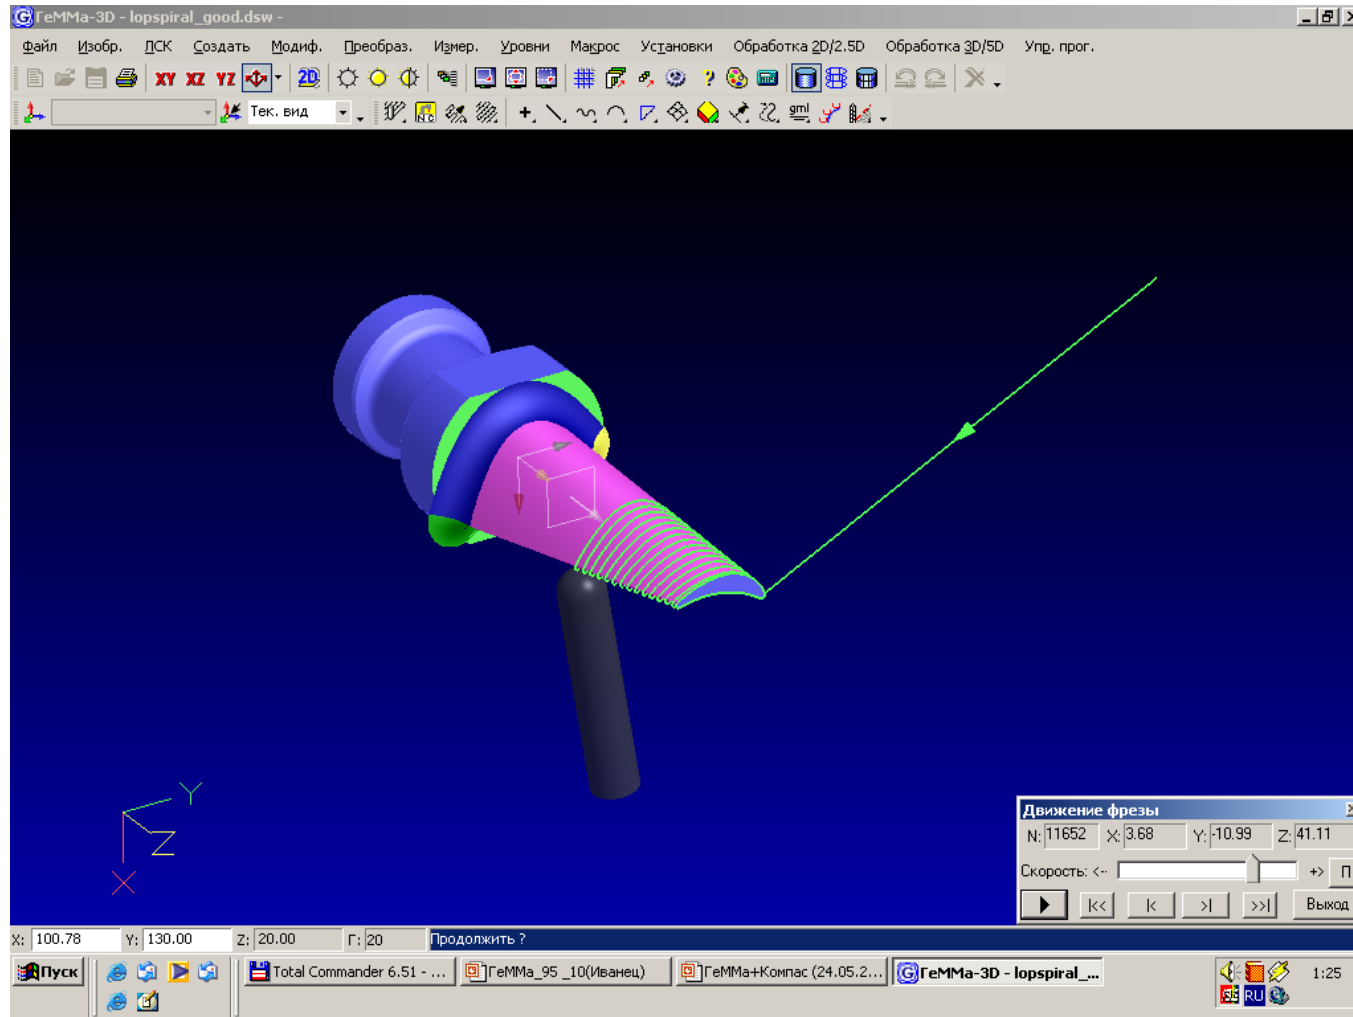 ГеММа-3D - lopspiral_good.dsw -
Файл Изобр. ЛСК Создать Модиф. Преобраз. Измер. Уровни Макрос Установки Обработка 2D/2.5D Обработка 3D/5D Упр. прог.
XY XZ YZ 2D ?
Тек. вид N.C gml
Y
Z
X
Движение фрезы
N: 11652 X: 3.68 Y: -10.99 Z: 41.11
Скорость: <-- +> П
|<< |< >| >>| Выход
X: 100.78 Y: 130.00 Z: 20.00 Г: 20 Продолжить ?
Пуск Total Commander 6.51 - ... ГеММа_95 _10(Иванец) ГеММа+Компас (24.05.2... ГеММа-3D - lopspiral_... 1:25
RU